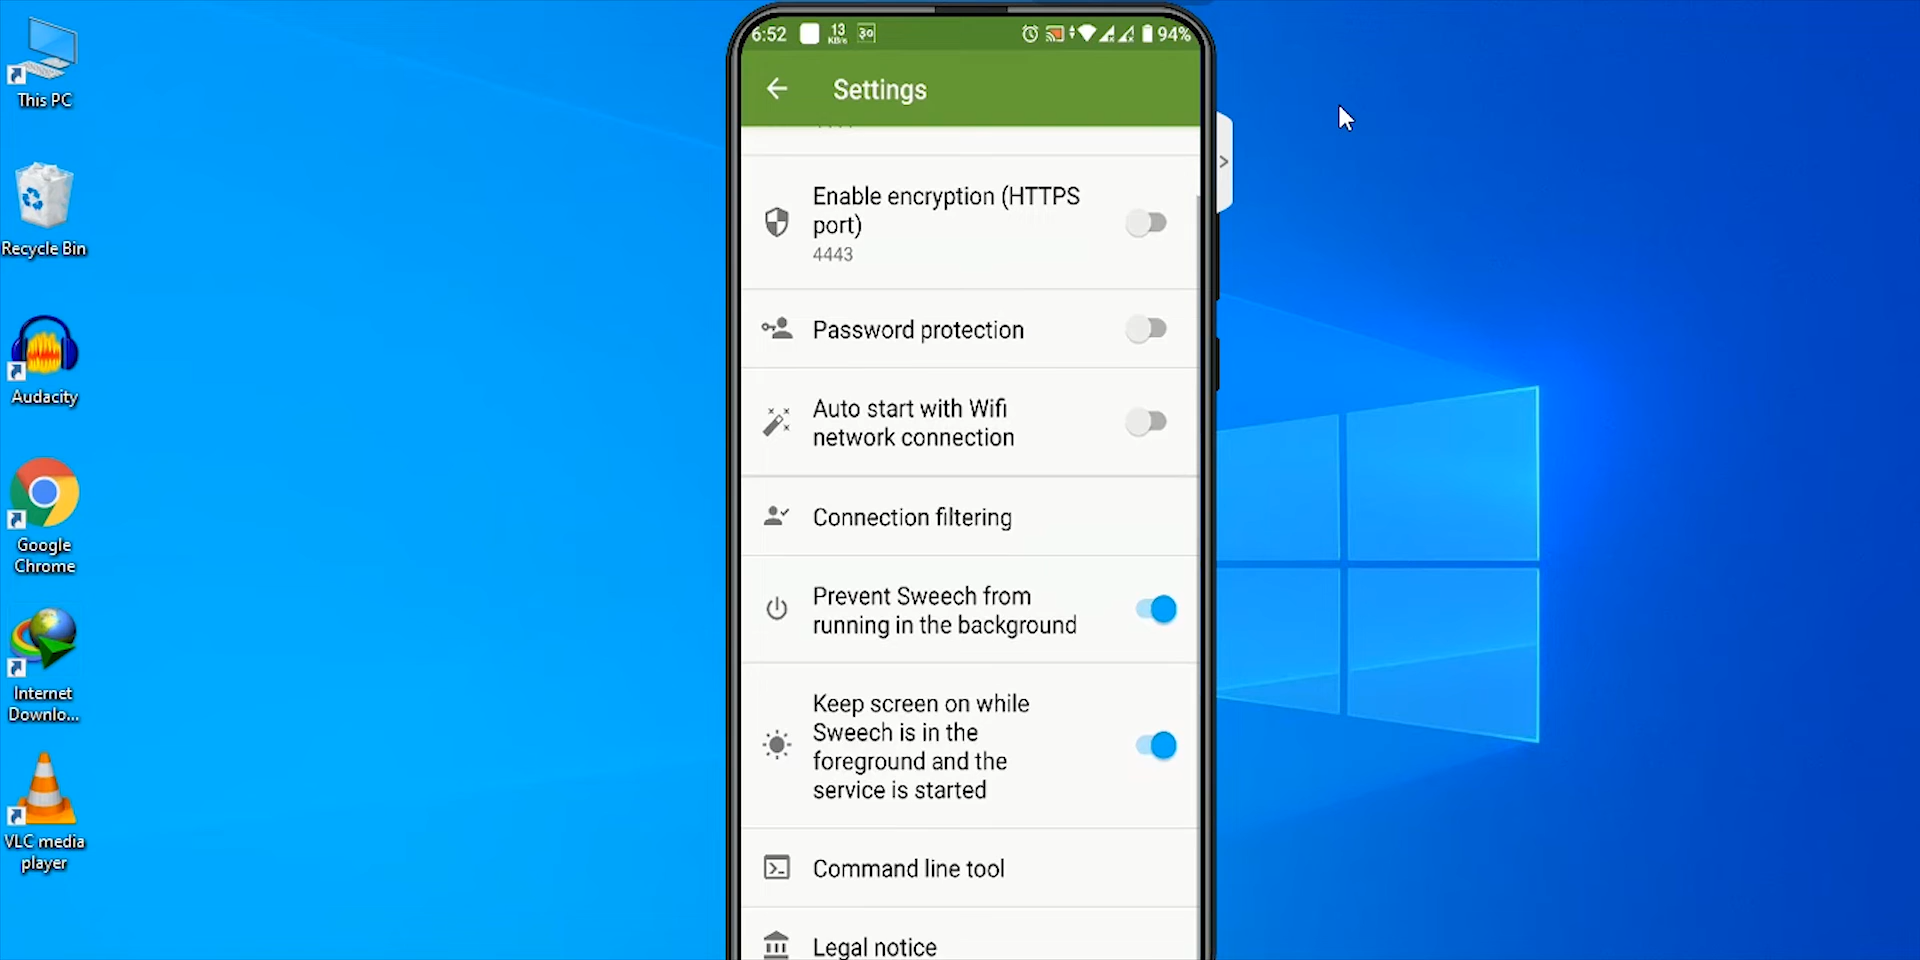 This PC
Recycle Bin
Audacity
Google
Chrome
Internet
Downlo...
VLC media
player
6:52
13
KB/s
३०
94%
Settings
Enable encryption (HTTPS
port)
4443
Password protection
Auto start with Wifi
network connection
Connection filtering
Prevent Sweech from
running in the background
Keep screen on while
Sweech is in the
foreground and the
service is started
Command line tool
Legal notice